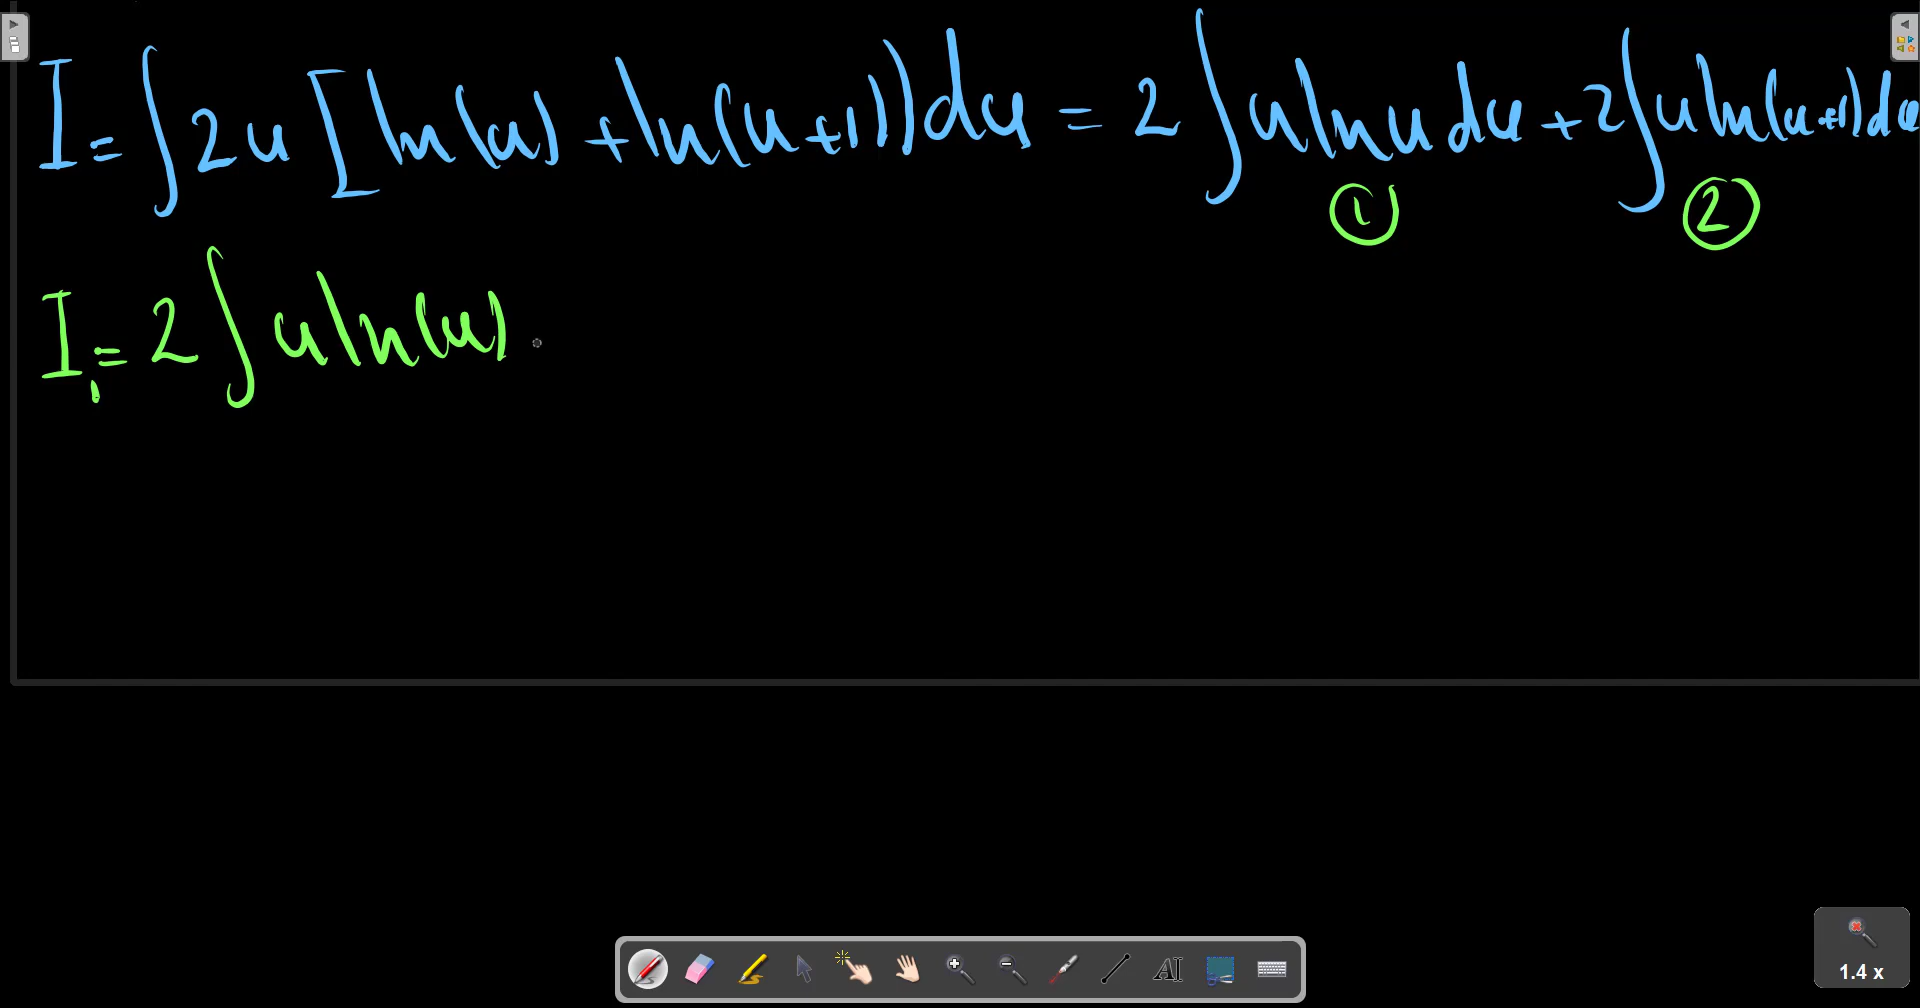 I = ∫ 2u [ln(u) + ln(u+1)] du = 2 ∫ u ln u du + 2 ∫ u ln(u+1) du
① ②
I₁ = 2 ∫ u ln(u)
AI
1.4 x